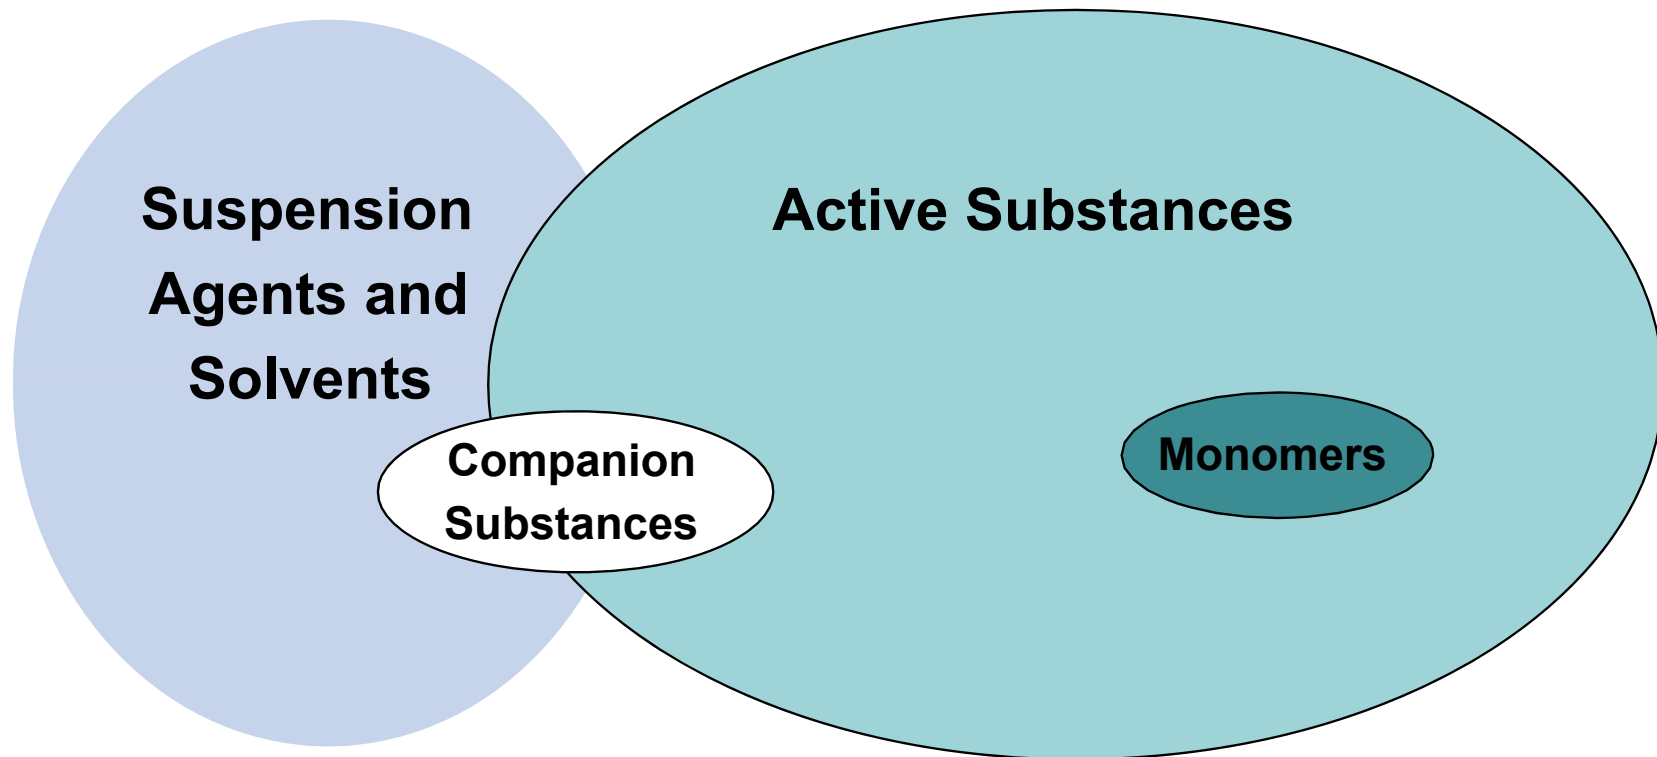 Suspension
Agents and
Solvents
Active Substances
Companion
Substances
Monomers